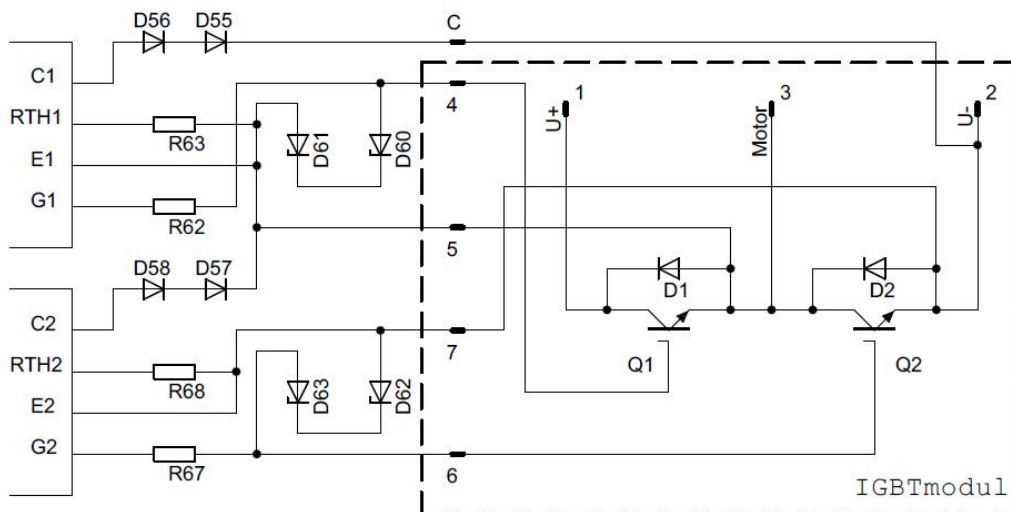 D56 D55
C
C1
4
1
3
2
U+
Motor
U-
RTH1
R63
D61
D60
E1
G1
R62
5
D58 D57
D1
D2
C2
7
RTH2
R68
D63
D62
Q1
Q2
E2
G2
R67
6
IGBTmodul